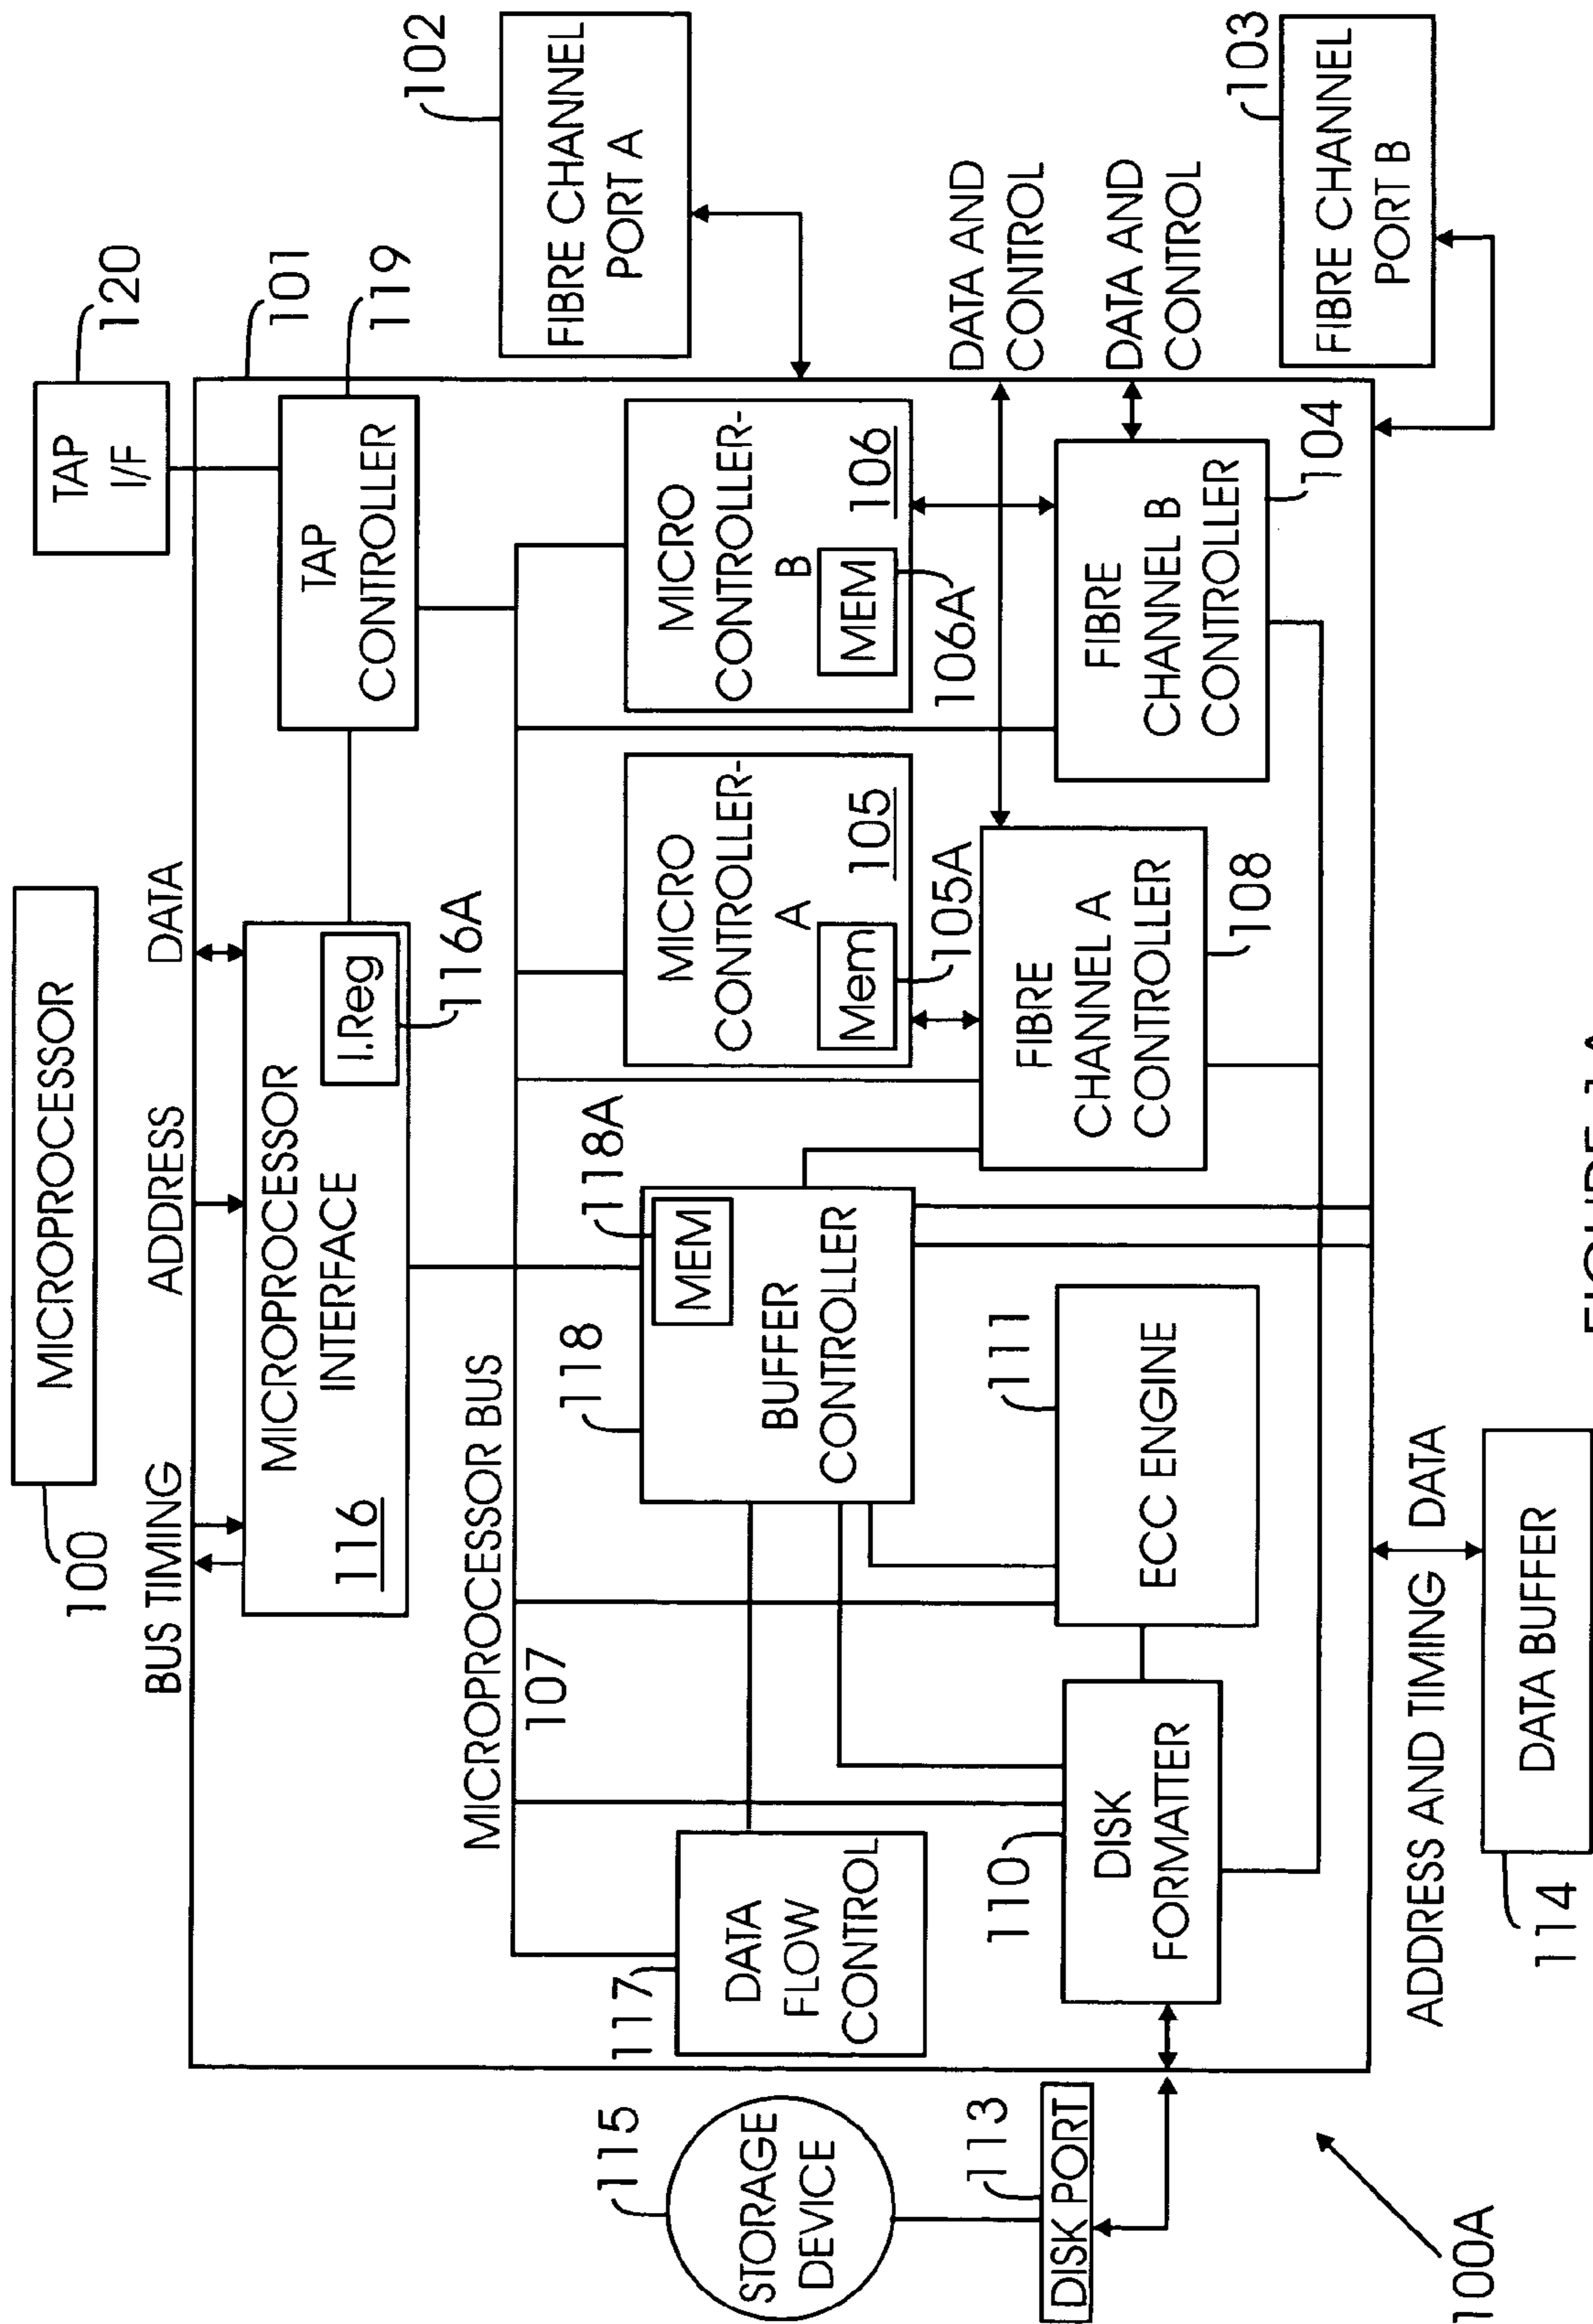 100
MICROPROCESSOR
BUS TIMING
ADDRESS
DATA
TAP
I/F
120
101
MICROPROCESSOR
INTERFACE
116
I.Reg
116A
TAP
CONTROLLER
119
102
FIBRE CHANNEL
PORT A
MICROPROCESSOR BUS
107
117
DATA
FLOW
CONTROL
118
MEM
118A
BUFFER
CONTROLLER
MICRO
CONTROLLER-
A
105
Mem
105A
MICRO
CONTROLLER-
B
106
MEM
106A
DATA AND
CONTROL
DATA AND
CONTROL
115
STORAGE
DEVICE
113
DISK PORT
110
DISK
FORMATTER
111
ECC ENGINE
FIBRE
CHANNEL A
CONTROLLER
108
FIBRE
CHANNEL B
CONTROLLER
104
103
FIBRE CHANNEL
PORT B
100A
ADDRESS AND TIMING
DATA
114
DATA BUFFER
FIGURE 1 A